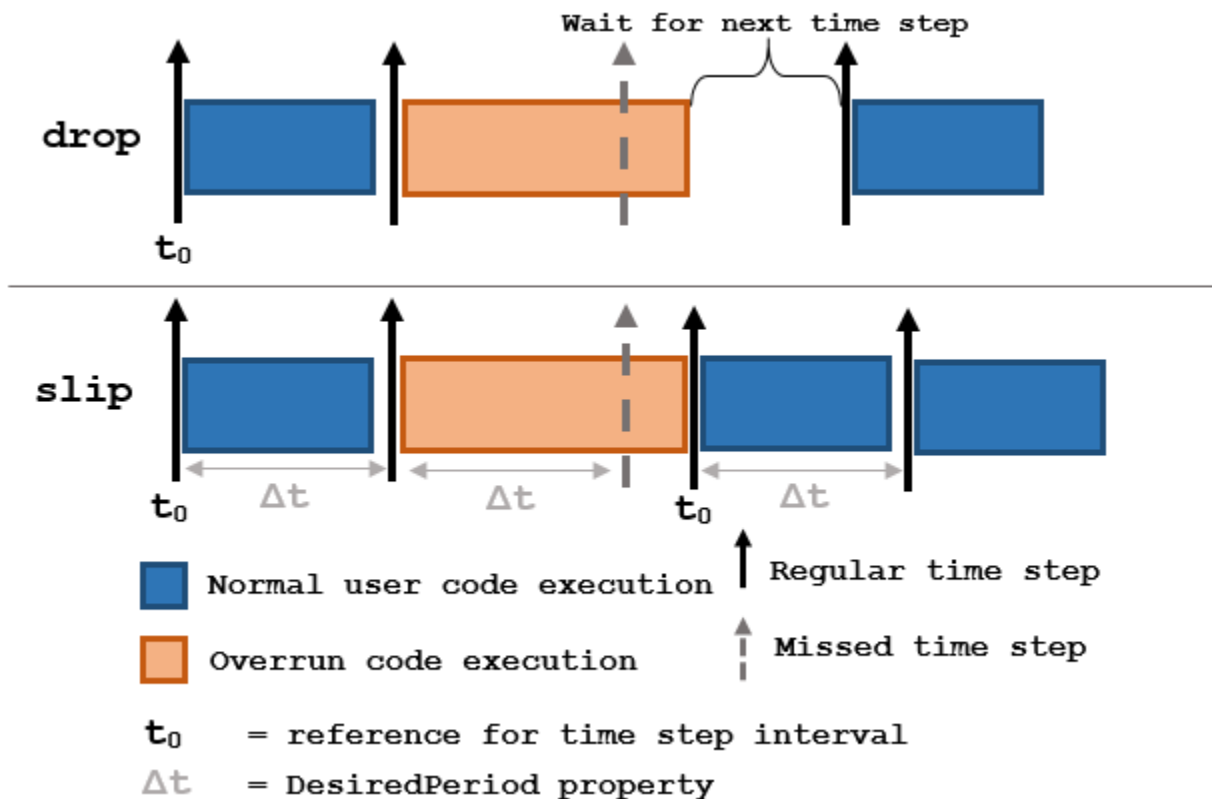 Wait for next time step
drop
t₀
slip
Δt
Δt
Δt
t₀
t₀
Normal user code execution
Regular time step
Overrun code execution
Missed time step
t₀ = reference for time step interval
Δt = DesiredPeriod property